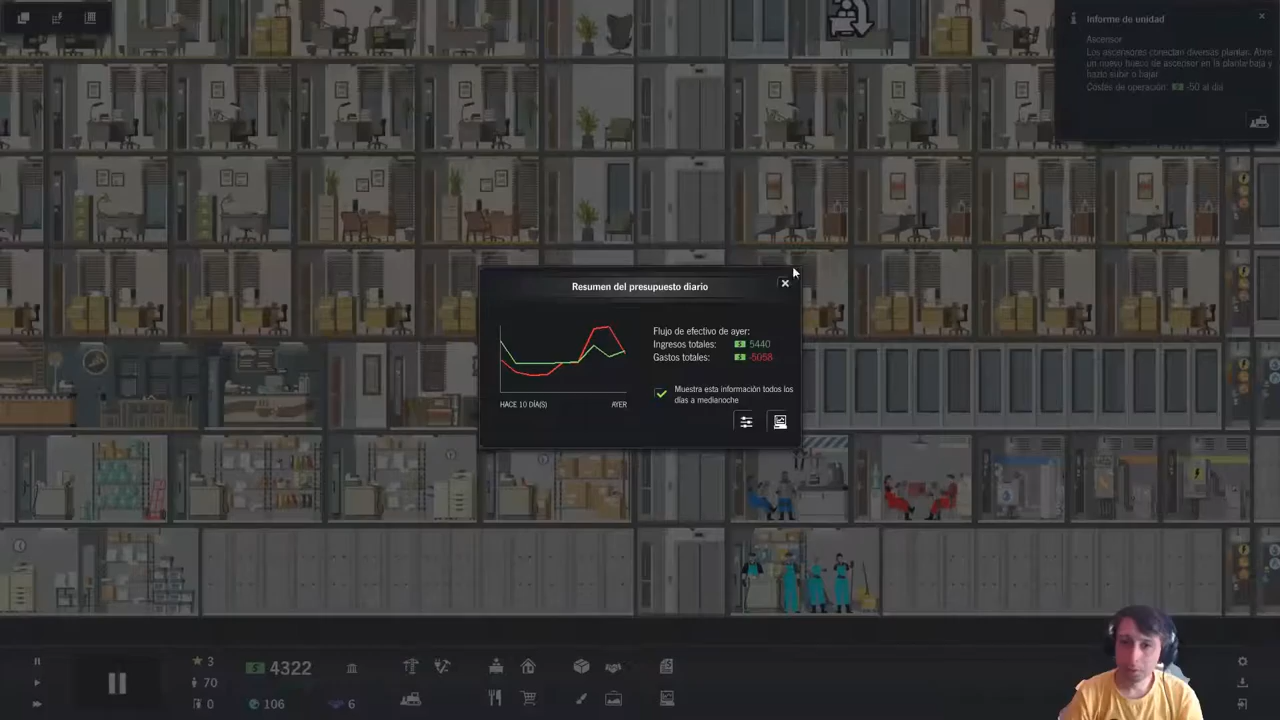 Informe de unidad
Ascensor
Los ascensores conectan diversas plantas. Abre
un nuevo hueco de ascensor en la planta baja y
hazlo subir o bajar.
Costes de operación: -50 al día
Resumen del presupuesto diario
Flujo de efectivo de ayer:
Ingresos totales: 5440
Gastos totales: -5058
Muestra esta información todos los
días a medianoche
HACE 10 DÍA(S) AYER
3
70
0
4322
106
6